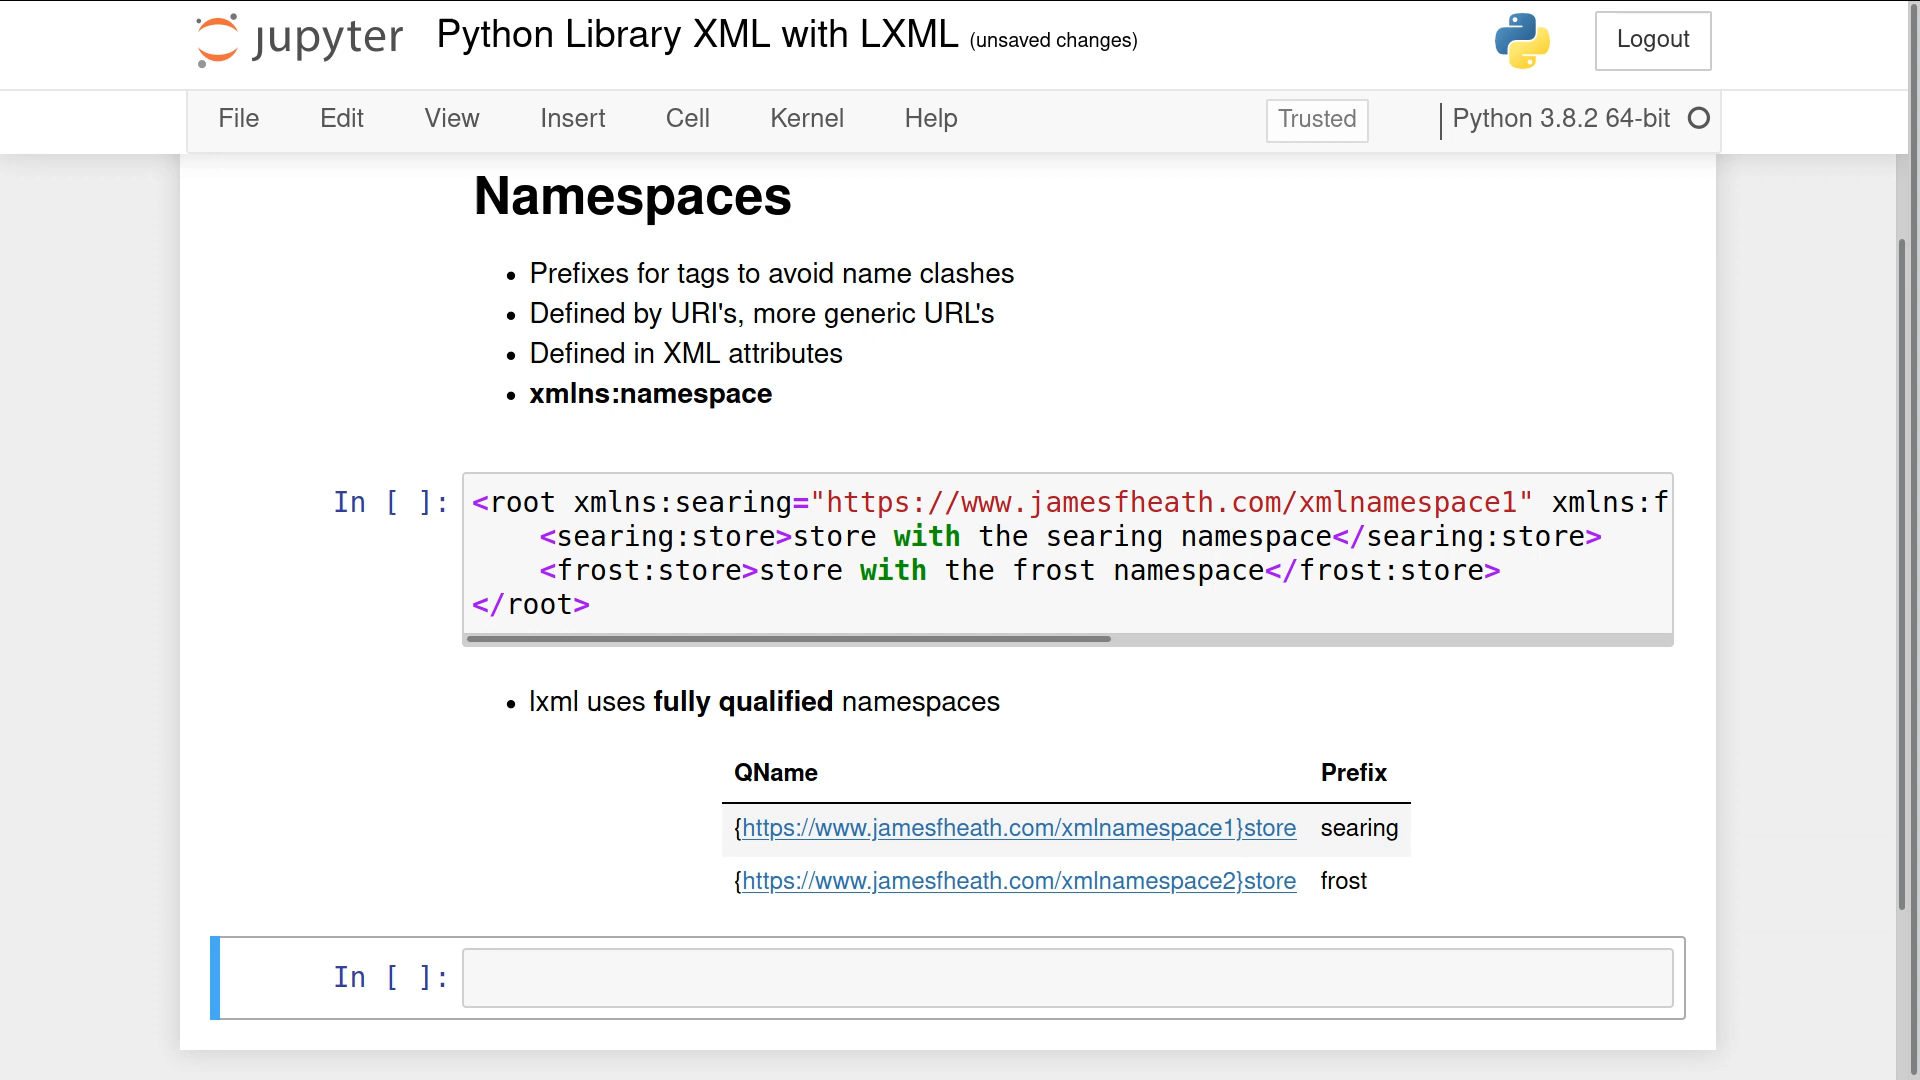 jupyter Python Library XML with LXML (unsaved changes) Logout
File Edit View Insert Cell Kernel Help Trusted Python 3.8.2 64-bit
Namespaces
• Prefixes for tags to avoid name clashes
• Defined by URI's, more generic URL's
• Defined in XML attributes
• xmlns:namespace
In [ ]: <root xmlns:searing="https://www.jamesfheath.com/xmlnamespace1" xmlns:f
<searing:store>store with the searing namespace</searing:store>
<frost:store>store with the frost namespace</frost:store>
</root>
• lxml uses fully qualified namespaces
QName Prefix
{https://www.jamesfheath.com/xmlnamespace1}store searing
{https://www.jamesfheath.com/xmlnamespace2}store frost
In [ ]: